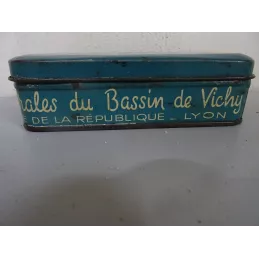 ales du Bassin de Vichy
E DE LA RÉPUBLIQUE _ LYON